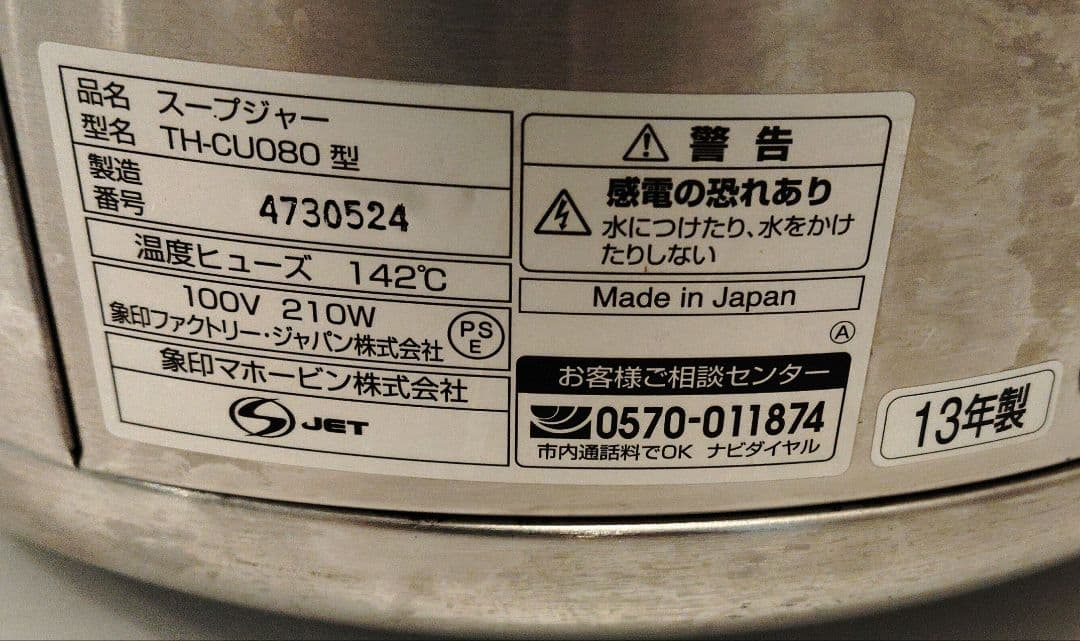 品名 スープジャー
型名 TH-CU080型
製造
番号 4730524
温度ヒューズ 142℃
100V 210W
象印ファクトリー・ジャパン株式会社
PS
E
象印マホービン株式会社
JET
警告
感電の恐れあり
水につけたり、水をかけ
たりしない
Made in Japan
A
お客様ご相談センター
0570-011874
市内通話料でOK ナビダイヤル
13年製